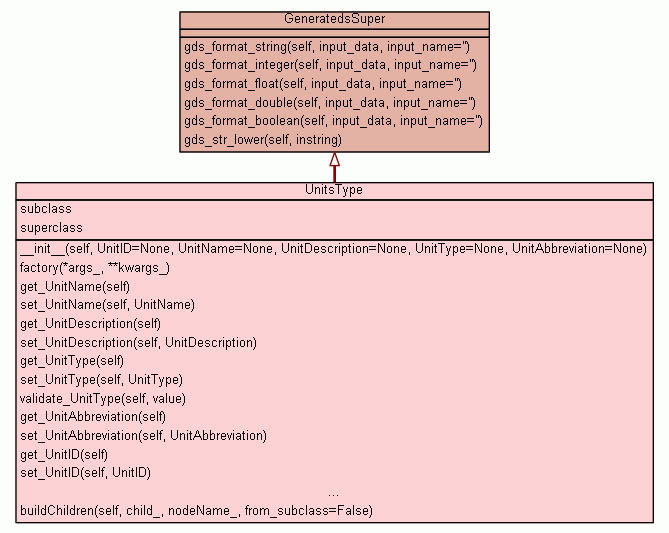 GeneratedsSuper
gds_format_string(self, input_data, input_name='')
gds_format_integer(self, input_data, input_name='')
gds_format_float(self, input_data, input_name='')
gds_format_double(self, input_data, input_name='')
gds_format_boolean(self, input_data, input_name='')
gds_str_lower(self, instring)
UnitsType
subclass
superclass
__init__(self, UnitID=None, UnitName=None, UnitDescription=None, UnitType=None, UnitAbbreviation=None)
factory(*args_, **kwargs_)
get_UnitName(self)
set_UnitName(self, UnitName)
get_UnitDescription(self)
set_UnitDescription(self, UnitDescription)
get_UnitType(self)
set_UnitType(self, UnitType)
validate_UnitType(self, value)
get_UnitAbbreviation(self)
set_UnitAbbreviation(self, UnitAbbreviation)
get_UnitID(self)
set_UnitID(self, UnitID)
...
buildChildren(self, child_, nodeName_, from_subclass=False)